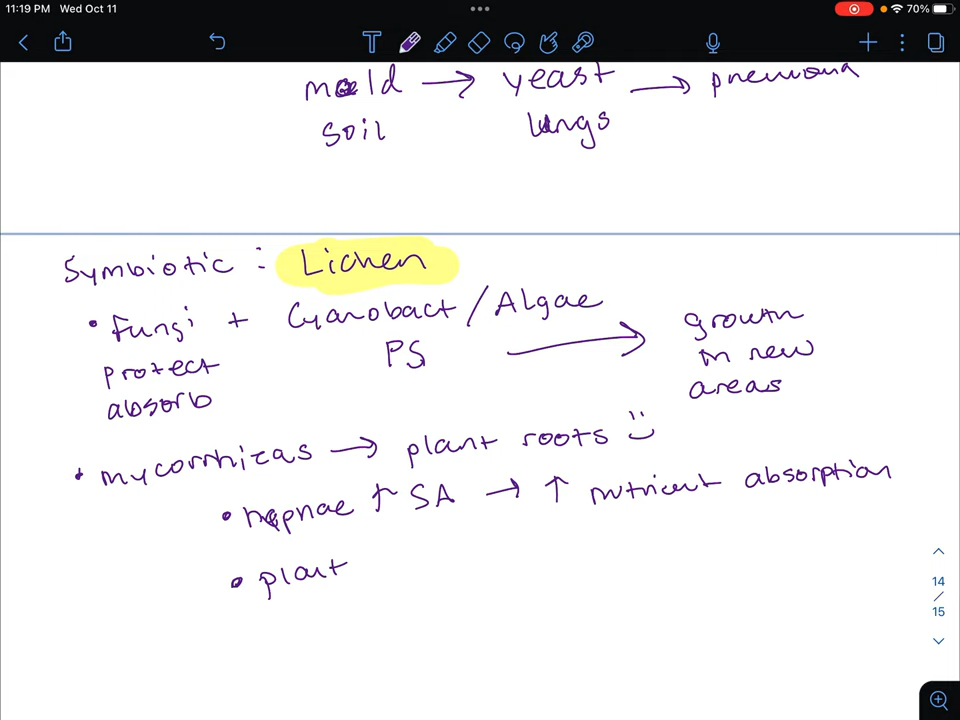 11:19 PM Wed Oct 11
70%
T
mold → yeast → pneumonia
soil lungs
Symbiotic : Lichen
• Fungi + Cyanobact / Algae
protect PS → growth in new areas
absorb
• mycorrhizas → plant roots :)
• hyphae ↑ SA → ↑ nutrient absorption
• plant
14
/
15